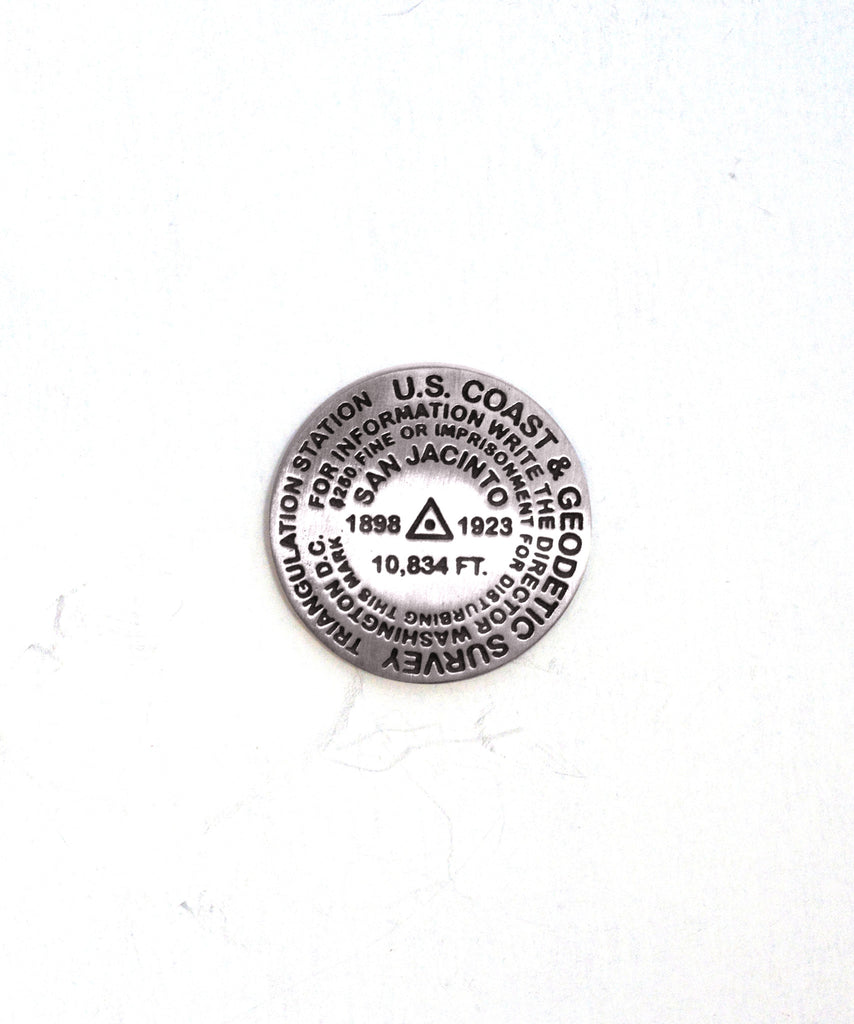 U.S. COAST & GEODETIC SURVEY TRIANGULATION STATION
FOR INFORMATION WRITE THE DIRECTOR WASHINGTON D.C.
$250 FINE OR IMPRISONMENT FOR DISTURBING THIS MARK
SAN JACINTO
1898 1923
10,834 FT.